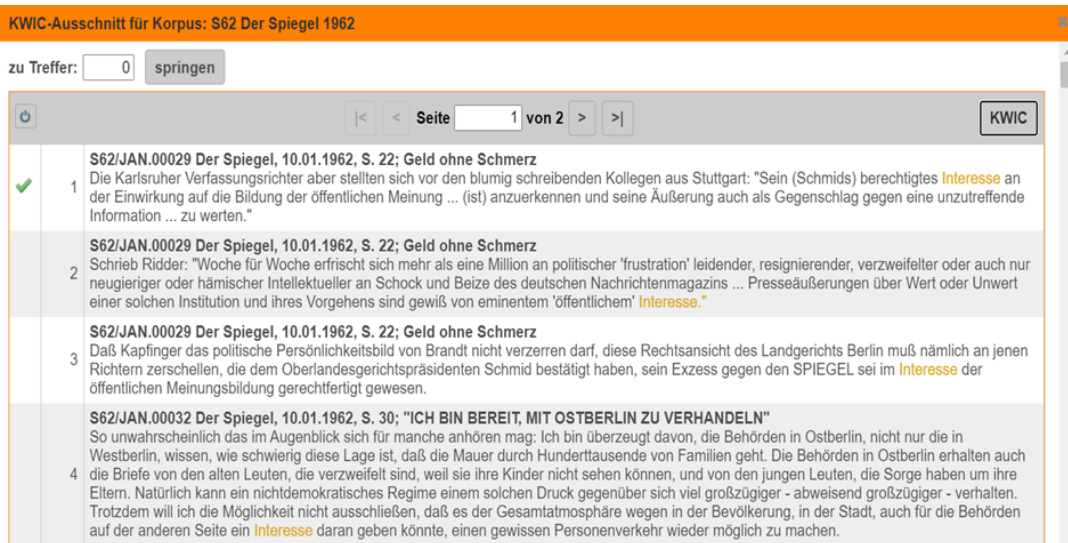 KWIC-Ausschnitt für Korpus: S62 Der Spiegel 1962
zu Treffer: 0 springen
|< < Seite 1 von 2 > >| KWIC
S62/JAN.00029 Der Spiegel, 10.01.1962, S. 22; Geld ohne Schmerz
1 Die Karlsruher Verfassungsrichter aber stellten sich vor den blumig schreibenden Kollegen aus Stuttgart: "Sein (Schmids) berechtigtes Interesse an
der Einwirkung auf die Bildung der öffentlichen Meinung ... (ist) anzuerkennen und seine Äußerung auch als Gegenschlag gegen eine unzutreffende
Information ... zu werten."
S62/JAN.00029 Der Spiegel, 10.01.1962, S. 22; Geld ohne Schmerz
2 Schrieb Ridder: "Woche für Woche erfrischt sich mehr als eine Million an politischer 'frustration' leidender, resignierender, verzweifelter oder auch nur
neugieriger oder hämischer Intellektueller an Schock und Beize des deutschen Nachrichtenmagazins ... Presseäußerungen über Wert oder Unwert
einer solchen Institution und ihres Vorgehens sind gewiß von eminentem 'öffentlichem' Interesse."
S62/JAN.00029 Der Spiegel, 10.01.1962, S. 22; Geld ohne Schmerz
3 Daß Kapfinger das politische Persönlichkeitsbild von Brandt nicht verzerren darf, diese Rechtsansicht des Landgerichts Berlin muß nämlich an jenen
Richtern zerschellen, die dem Oberlandesgerichtspräsidenten Schmid bestätigt haben, sein Exzess gegen den SPIEGEL sei im Interesse der
öffentlichen Meinungsbildung gerechtfertigt gewesen.
S62/JAN.00032 Der Spiegel, 10.01.1962, S. 30; "ICH BIN BEREIT, MIT OSTBERLIN ZU VERHANDELN"
So unwahrscheinlich das im Augenblick sich für manche anhören mag: Ich bin überzeugt davon, die Behörden in Ostberlin, nicht nur die in
Westberlin, wissen, wie schwierig diese Lage ist, daß die Mauer durch Hunderttausende von Familien geht. Die Behörden in Ostberlin erhalten auch
4 die Briefe von den alten Leuten, die verzweifelt sind, weil sie ihre Kinder nicht sehen können, und von den jungen Leuten, die Sorge haben um ihre
Eltern. Natürlich kann ein nichtdemokratisches Regime einem solchen Druck gegenüber sich viel großzügiger - abweisend großzügiger - verhalten.
Trotzdem will ich die Möglichkeit nicht ausschließen, daß es der Gesamtatmosphäre wegen in der Bevölkerung, in der Stadt, auch für die Behörden
auf der anderen Seite ein Interesse daran geben könnte, einen gewissen Personenverkehr wieder möglich zu machen.